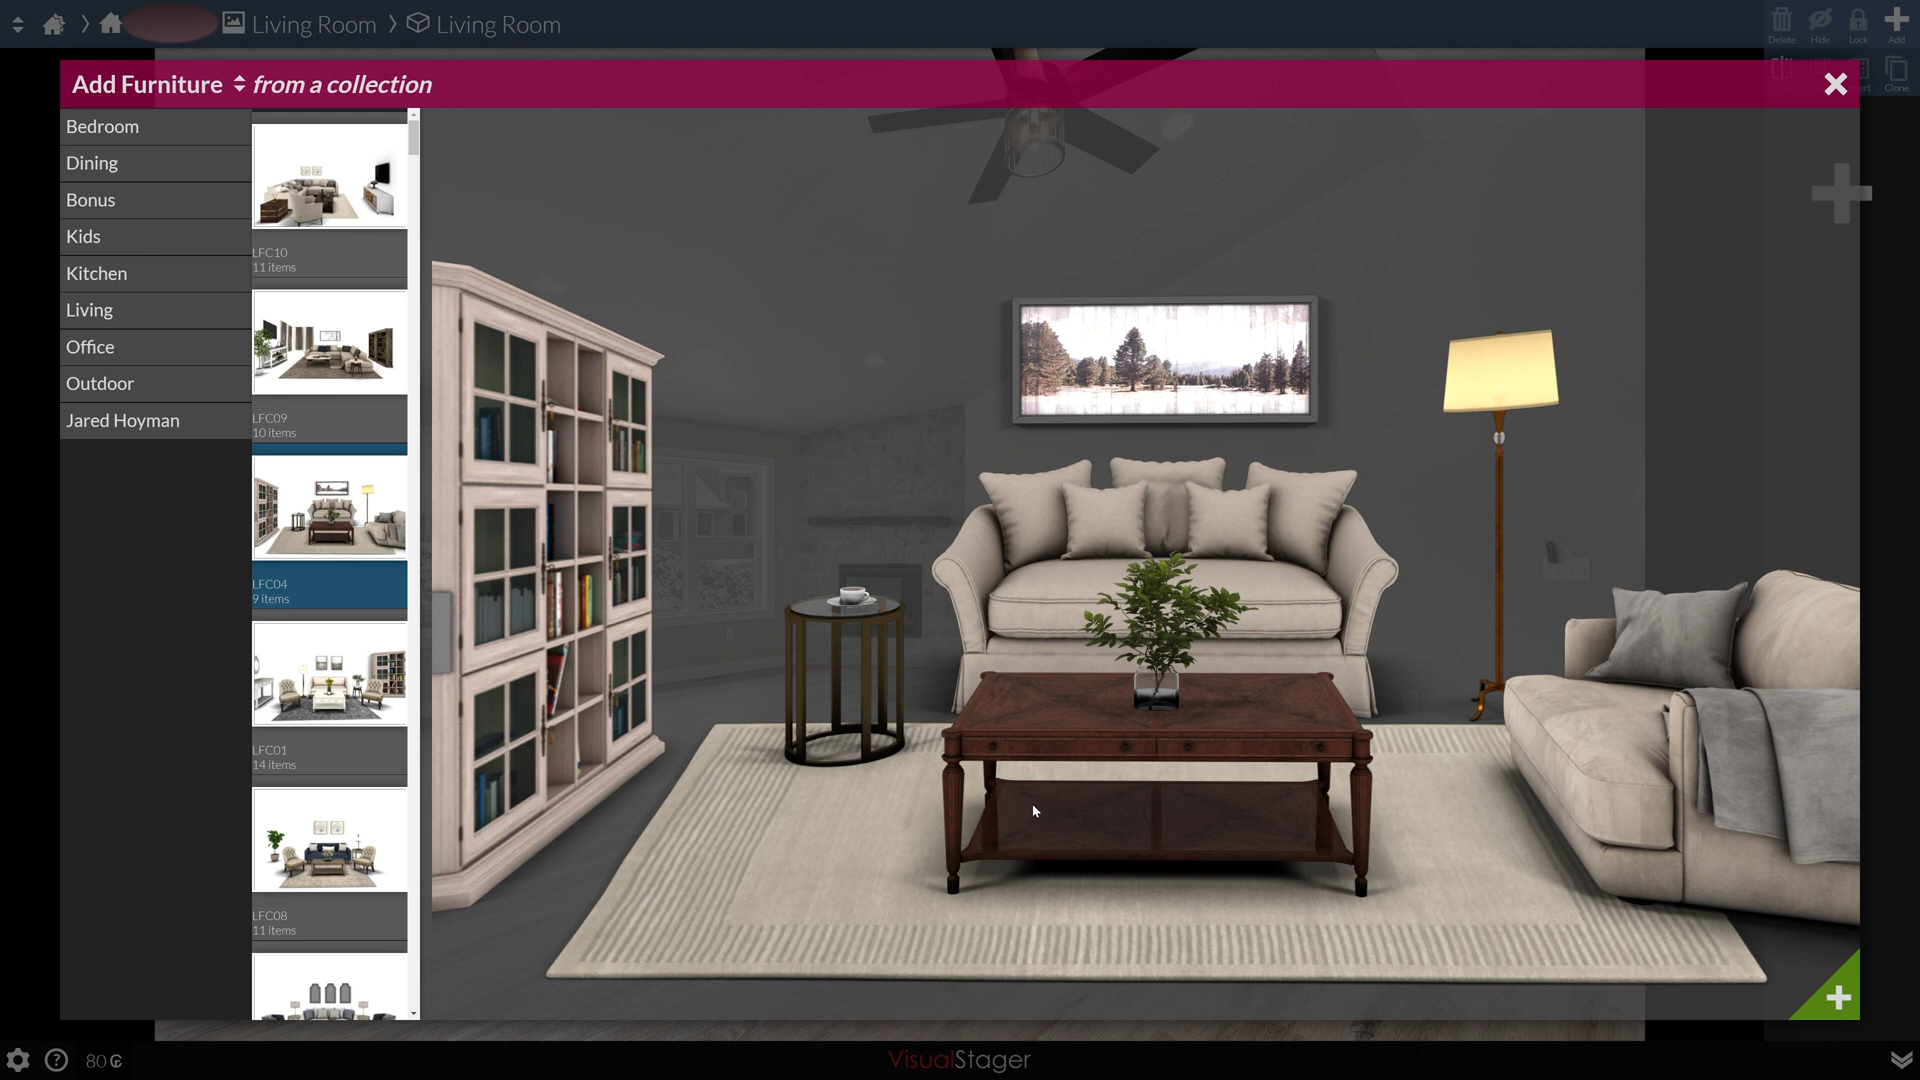 Living Room
Living Room
Delete
Hide
Lock
Add
Clone
Add Furniture from a collection
Bedroom
Dining
Bonus
Kids
Kitchen
Living
Office
Outdoor
Jared Hoyman
LFC10
11 items
LFC09
10 items
LFC04
9 items
LFC01
14 items
LFC08
11 items
80
VisualStager